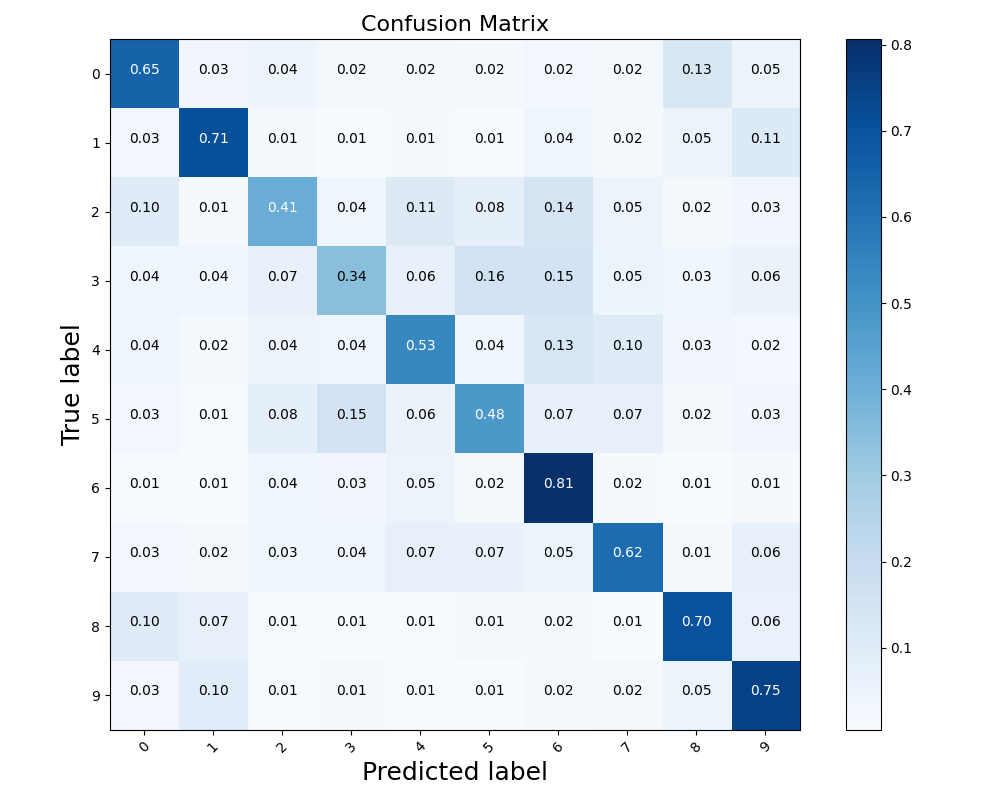 Confusion Matrix
0 0.65 0.03 0.04 0.02 0.02 0.02 0.02 0.02 0.13 0.05
1 0.03 0.71 0.01 0.01 0.01 0.01 0.04 0.02 0.05 0.11
2 0.10 0.01 0.41 0.04 0.11 0.08 0.14 0.05 0.02 0.03
3 0.04 0.04 0.07 0.34 0.06 0.16 0.15 0.05 0.03 0.06
4 0.04 0.02 0.04 0.04 0.53 0.04 0.13 0.10 0.03 0.02
5 0.03 0.01 0.08 0.15 0.06 0.48 0.07 0.07 0.02 0.03
6 0.01 0.01 0.04 0.03 0.05 0.02 0.81 0.02 0.01 0.01
7 0.03 0.02 0.03 0.04 0.07 0.07 0.05 0.62 0.01 0.06
8 0.10 0.07 0.01 0.01 0.01 0.01 0.02 0.01 0.70 0.06
9 0.03 0.10 0.01 0.01 0.01 0.01 0.02 0.02 0.05 0.75
0 1 2 3 4 5 6 7 8 9
True label
Predicted label
0.8
0.7
0.6
0.5
0.4
0.3
0.2
0.1